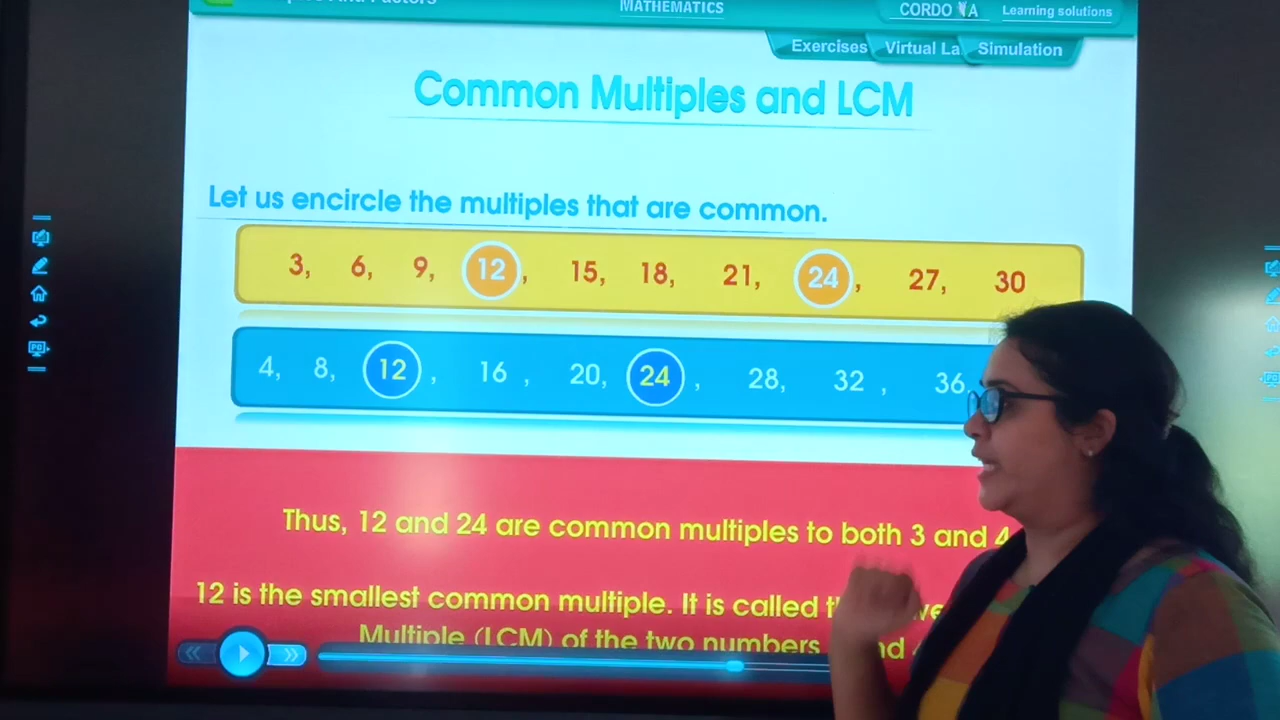 MATHEMATICS
CORDO A Learning solutions
Exercises Virtual La Simulation
Common Multiples and LCM
Let us encircle the multiples that are common.
3, 6, 9, 12, 15, 18, 21, 24, 27, 30
4, 8, 12, 16, 20, 24, 28, 32, 36,
Thus, 12 and 24 are common multiples to both 3 and 4
12 is the smallest common multiple. It is called
Multiple (LCM) of the two numbers